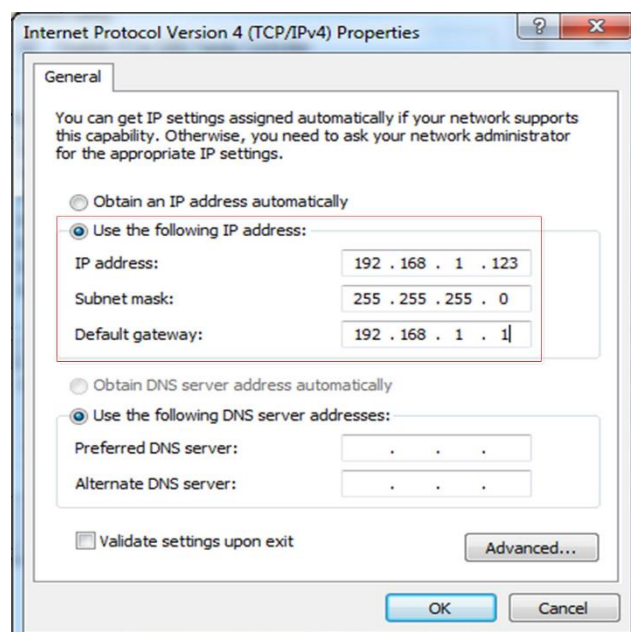 Internet Protocol Version 4 (TCP/IPv4) Properties
General
You can get IP settings assigned automatically if your network supports
this capability. Otherwise, you need to ask your network administrator
for the appropriate IP settings.
Obtain an IP address automatically
Use the following IP address:
IP address: 192 . 168 . 1 . 123
Subnet mask: 255 . 255 . 255 . 0
Default gateway: 192 . 168 . 1 . 1
Obtain DNS server address automatically
Use the following DNS server addresses:
Preferred DNS server: . . .
Alternate DNS server: . . .
Validate settings upon exit
Advanced...
OK Cancel